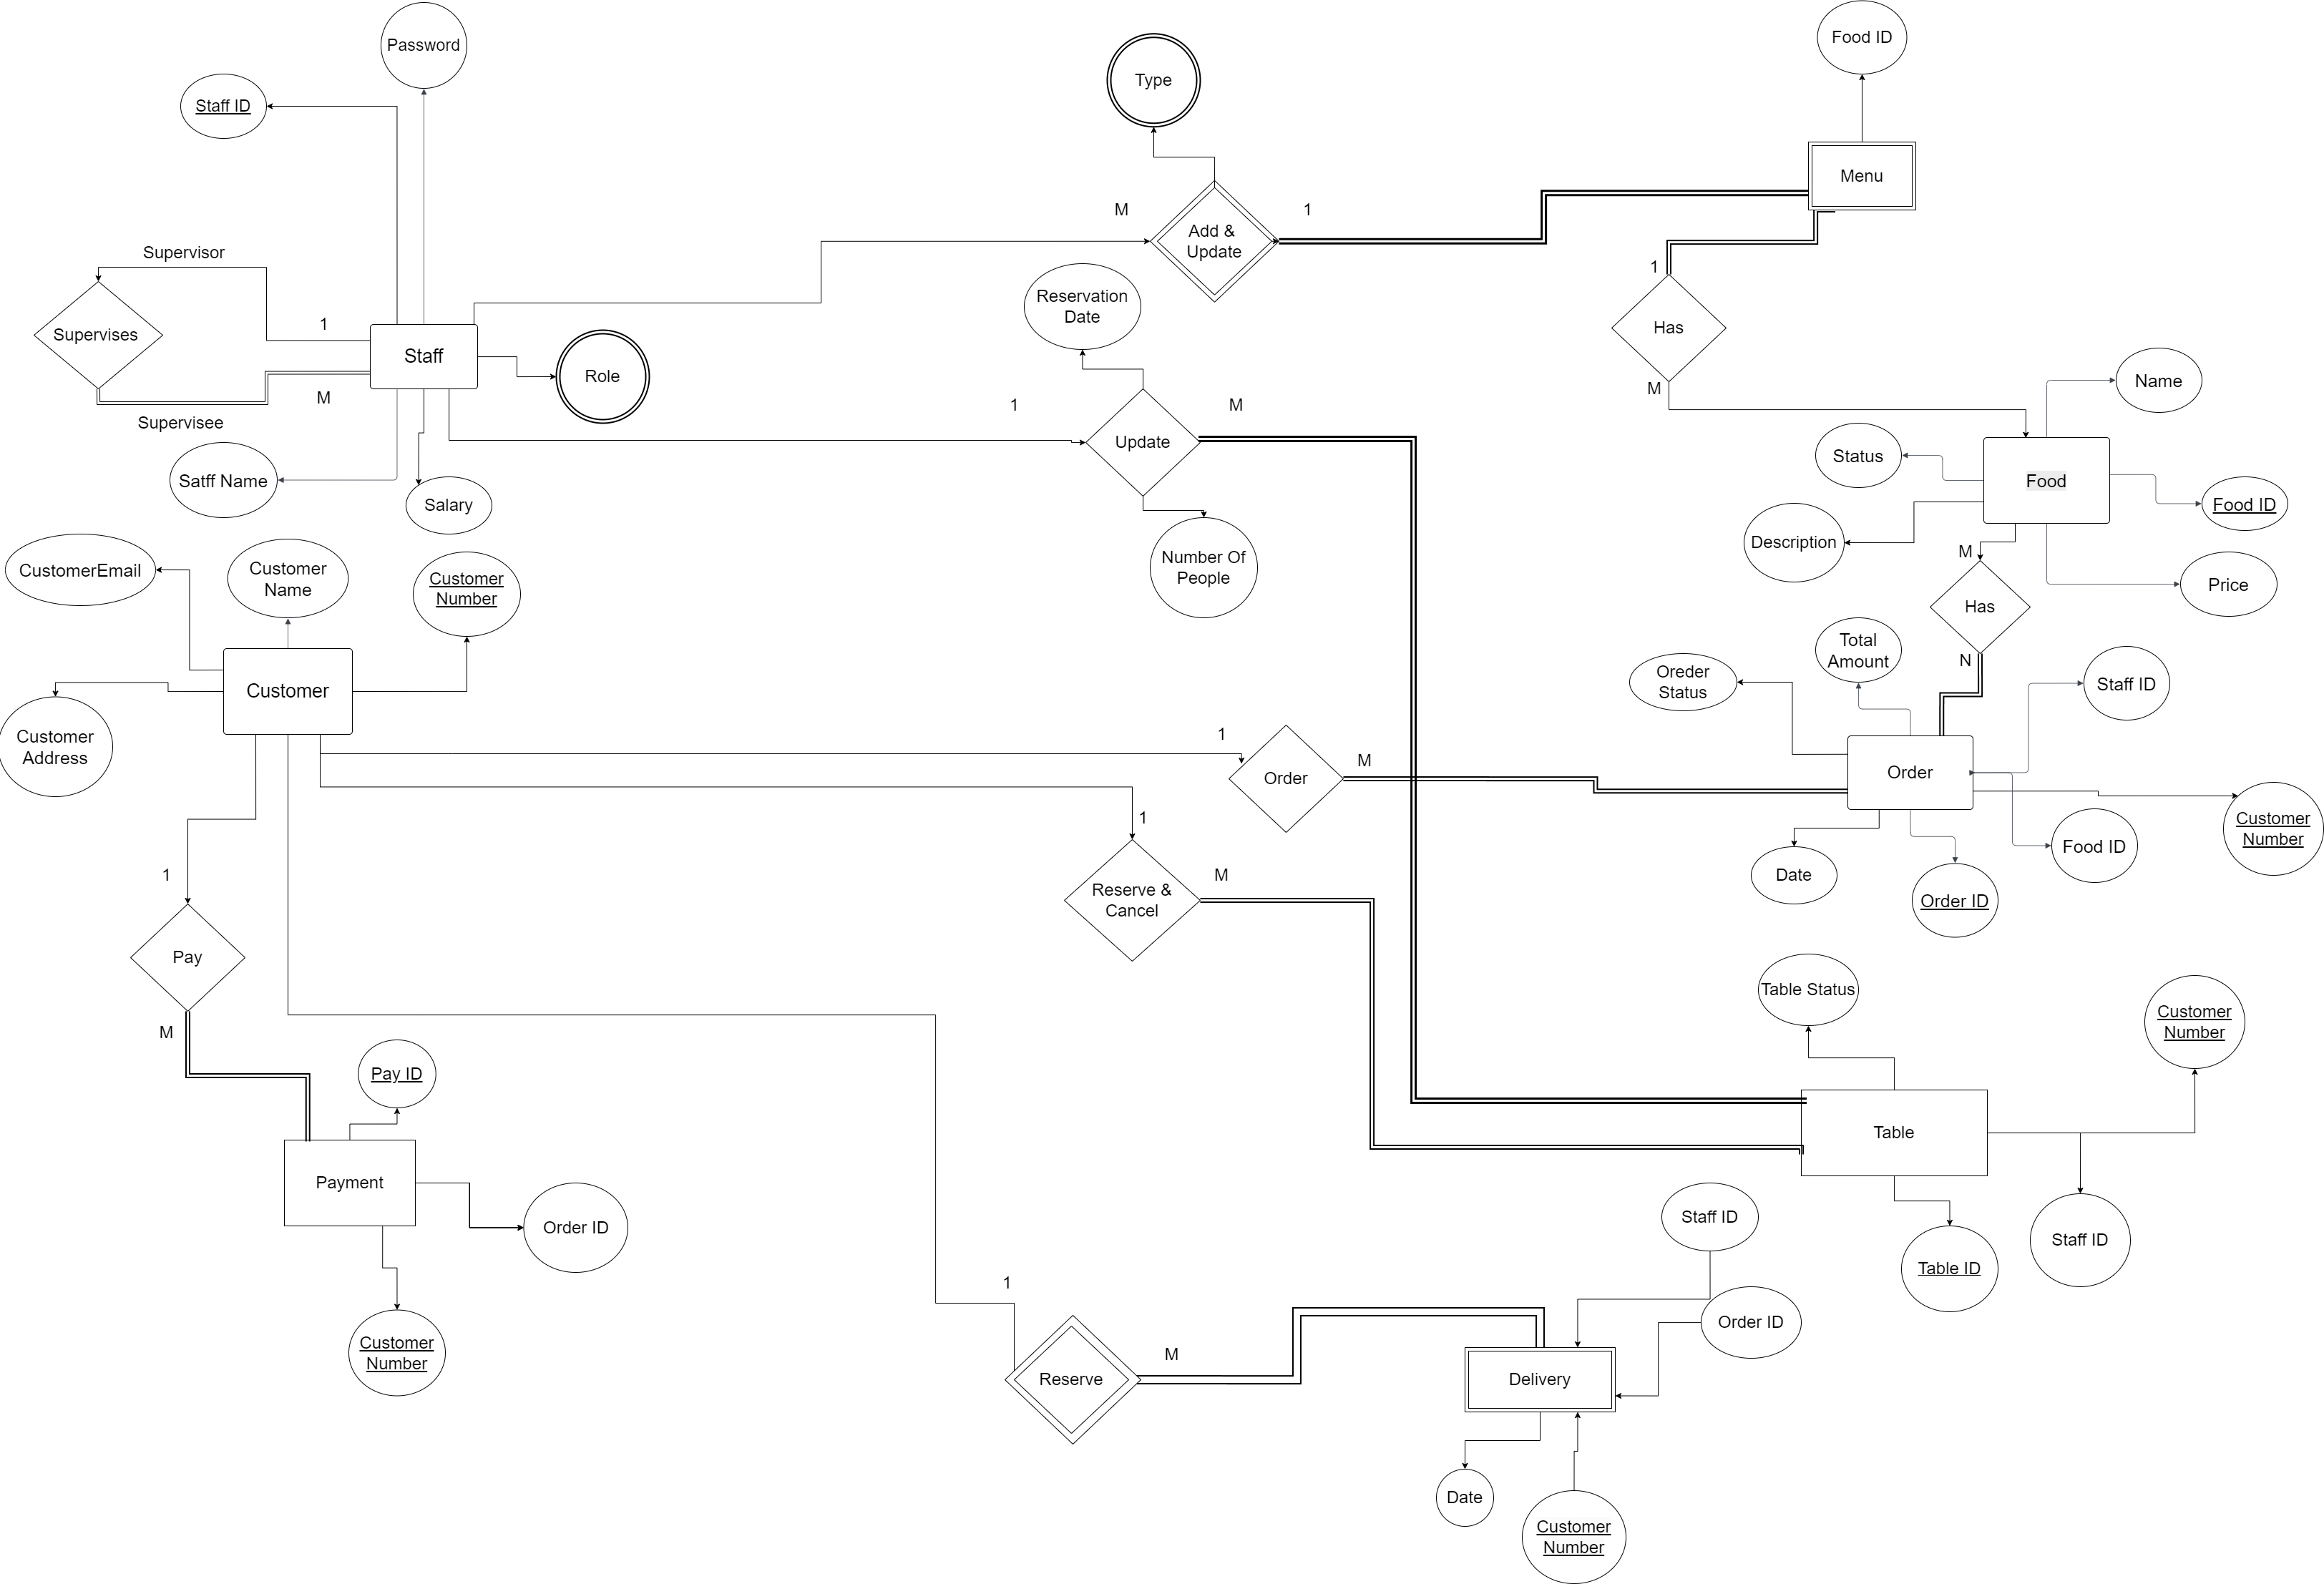 Password
Food ID
Type
Staff ID
Menu
M
1
Add &
Update
Supervisor
1
Reservation
Date
Supervises
1
Has
Staff
Role
Name
M
M
1
M
Supervisee
Update
Status
Satff Name
Food
Salary
Food ID
Description
M
CustomerEmail
Customer
Name
Customer
Number
Number Of
People
Price
Has
Total
Amount
N
Oreder
Status
Staff ID
Customer
Customer
Address
1
M
Order
Order
1
Customer
Number
Food ID
1
M
Date
Reserve &
Cancel
Order ID
Pay
Table Status
M
Customer
Number
Pay ID
Table
Payment
Staff ID
Order ID
Staff ID
Table ID
1
Order ID
Customer
Number
M
Reserve
Delivery
Date
Customer
Number